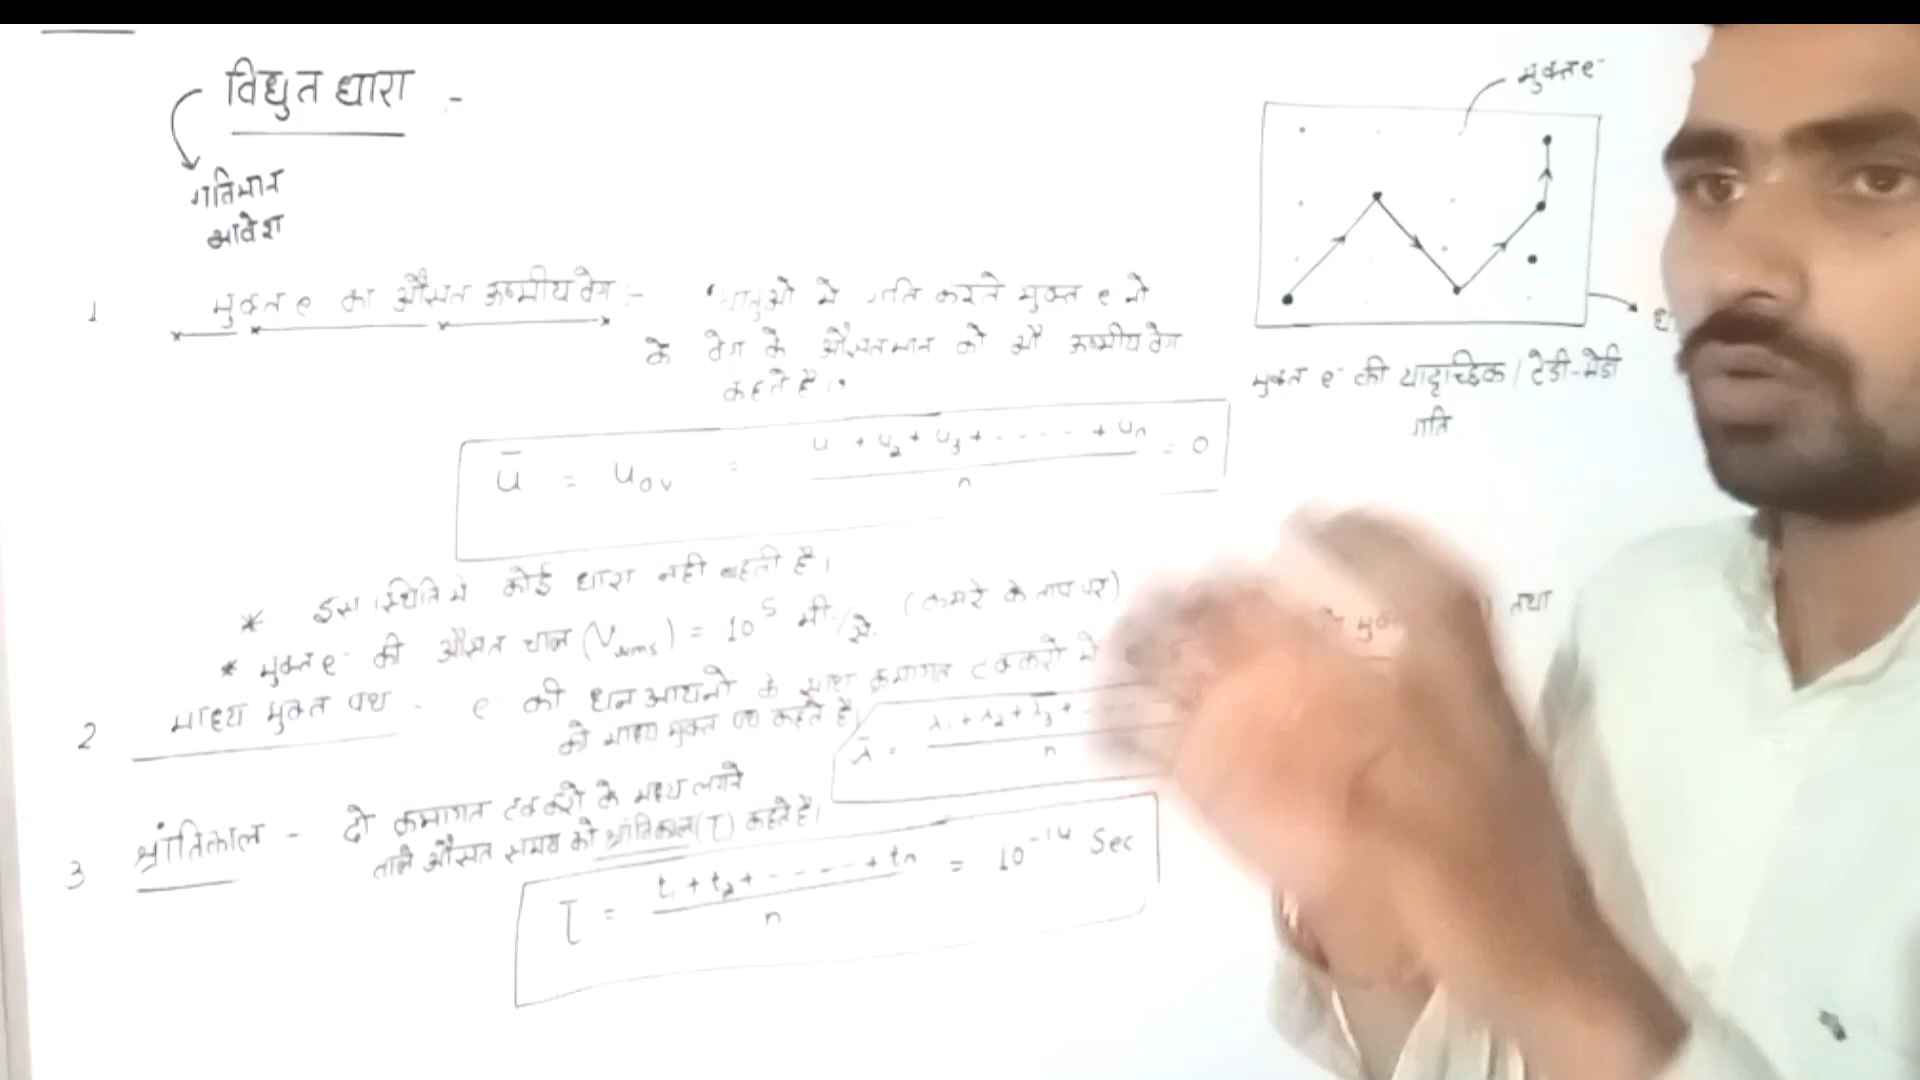 विद्युत धारा -
गतिमान
आवेश
मुक्त e-
मुक्त e- की यादृच्छिक / टेडी-मेडी
गति
1 मुक्त e का औसत ऊष्मीय वेग :- धातुओ मे गति करते मुक्त e नो
के वेग के औसतमान को औ ऊष्मीय वेग
कहते है।
ū = uav = u + u2 + u3 + - - - - + un / n = 0
* इस स्थिति मे कोई धारा नही बहती है।
* मुक्त e- की औसत चाल (Vrms) = 10^5 मी/से. (कमरे के ताप पर)
2 माध्य मुक्त पथ - e की धन आयनो के साथ क्रमागत टक्करो मे
तथा
को माध्य मुक्त पथ कहते है
λ̄ = λ1 + λ2 + λ3 + - - / n
3 श्रांतिकाल - दो क्रमागत टक्करो के मध्य लगने
वाले औसत समय को श्रांतिकाल (τ) कहते है।
τ = t1 + t2 + - - - - + tn / n = 10^-14 Sec